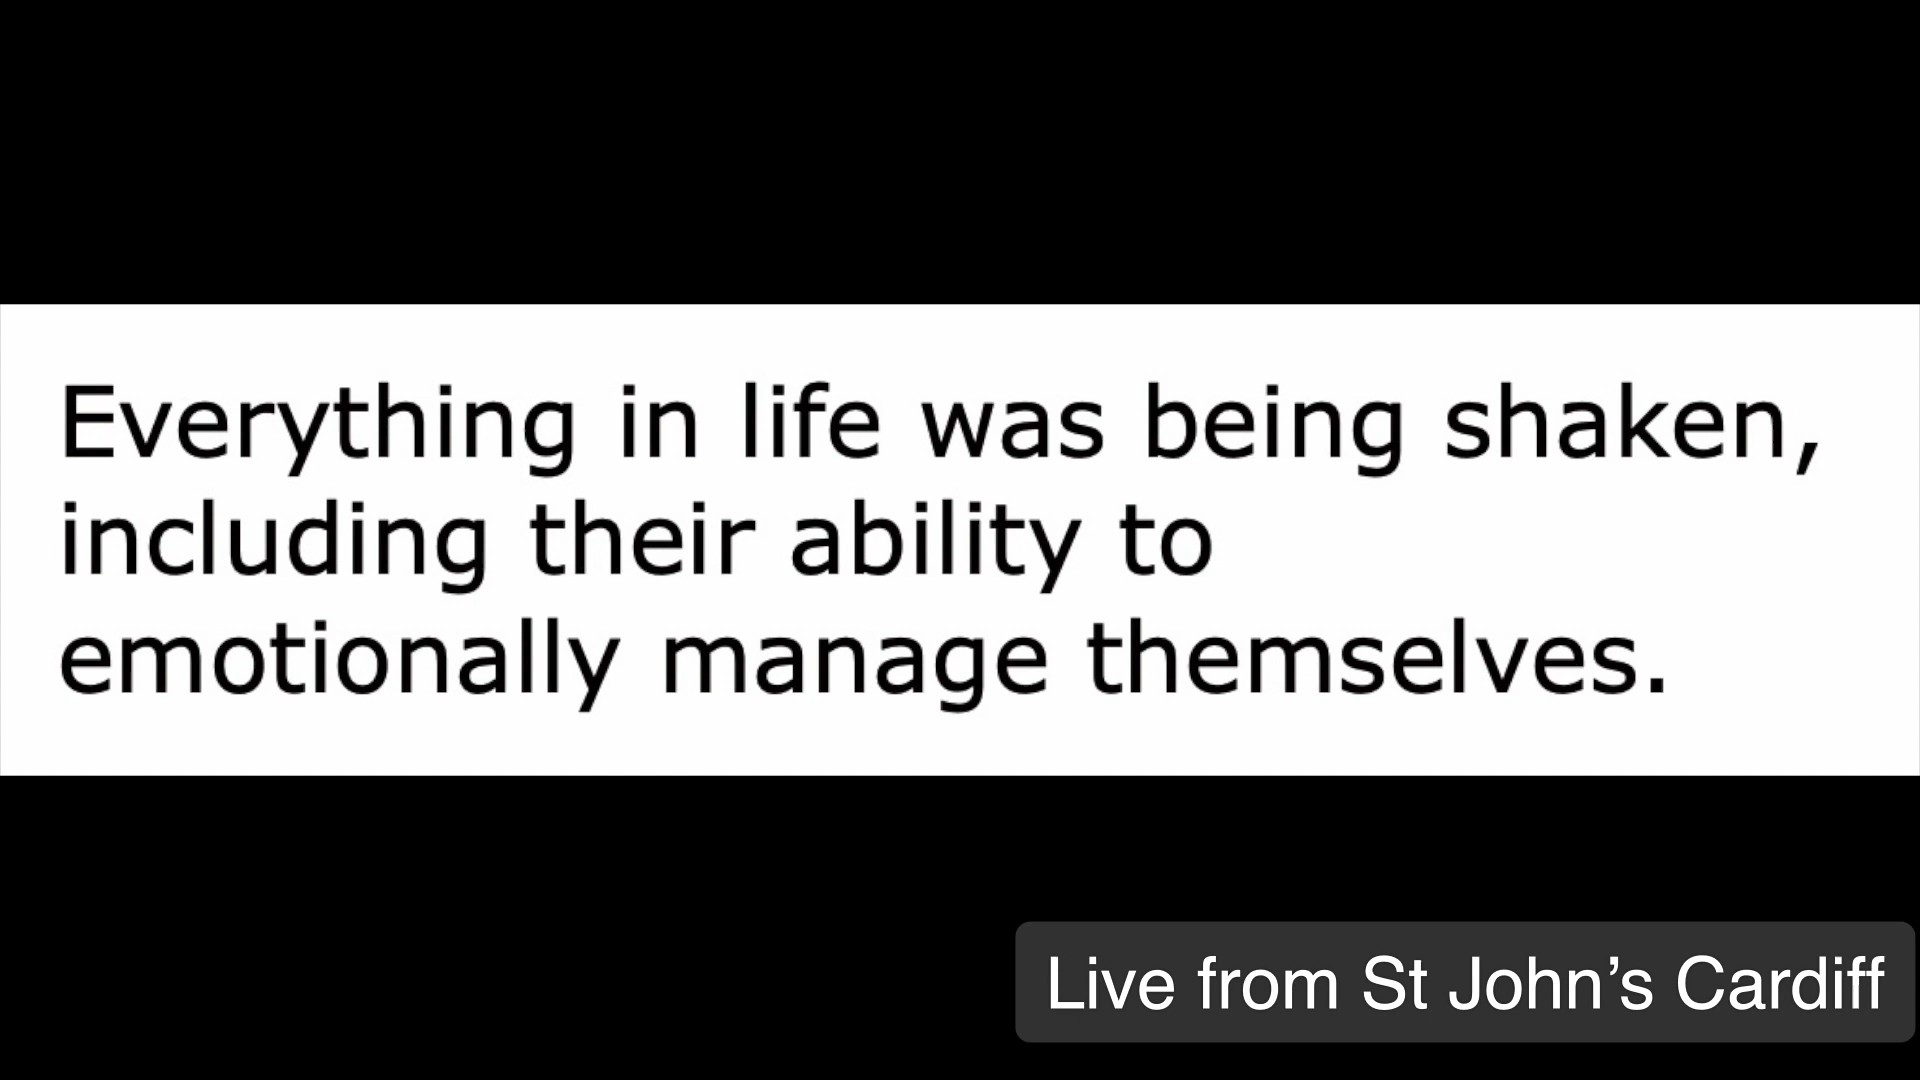 Everything in life was being shaken,
including their ability to
emotionally manage themselves.
Live from St John’s Cardiff